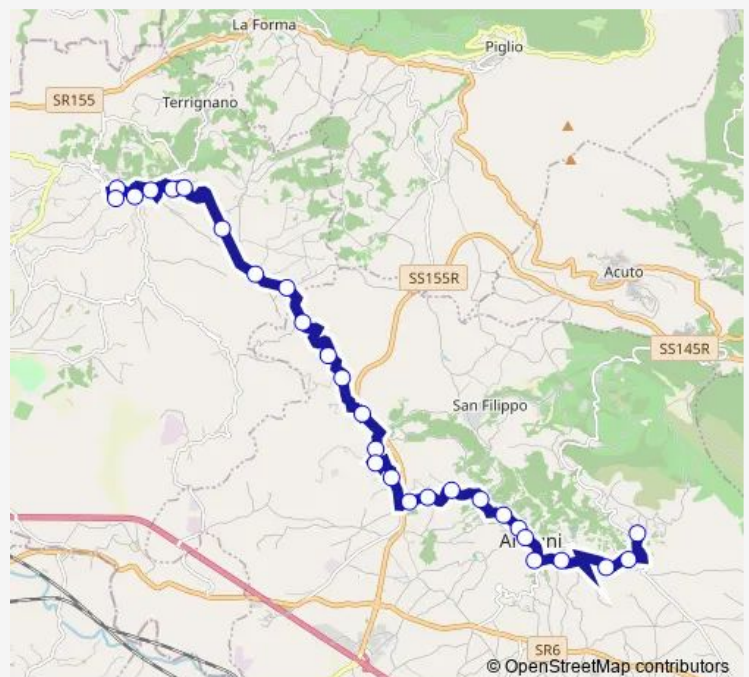 La Forma
Piglio
SR155
Terrignano
SS155R
Acuto
SS145R
San Filippo
SR6
© OpenStreetMap contributors